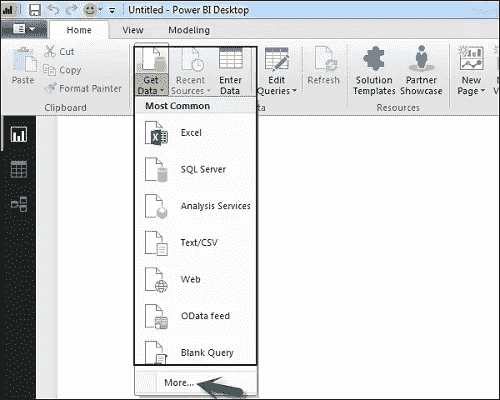 Untitled - Power BI Desktop
Home View Modeling
Paste
Cut
Copy
Format Painter
Clipboard
Get Data
Recent Sources
Enter Data
Edit Queries
Refresh
Solution Templates
Partner Showcase
Resources
New Page
Most Common
Excel
SQL Server
Analysis Services
Text/CSV
Web
OData feed
Blank Query
More...